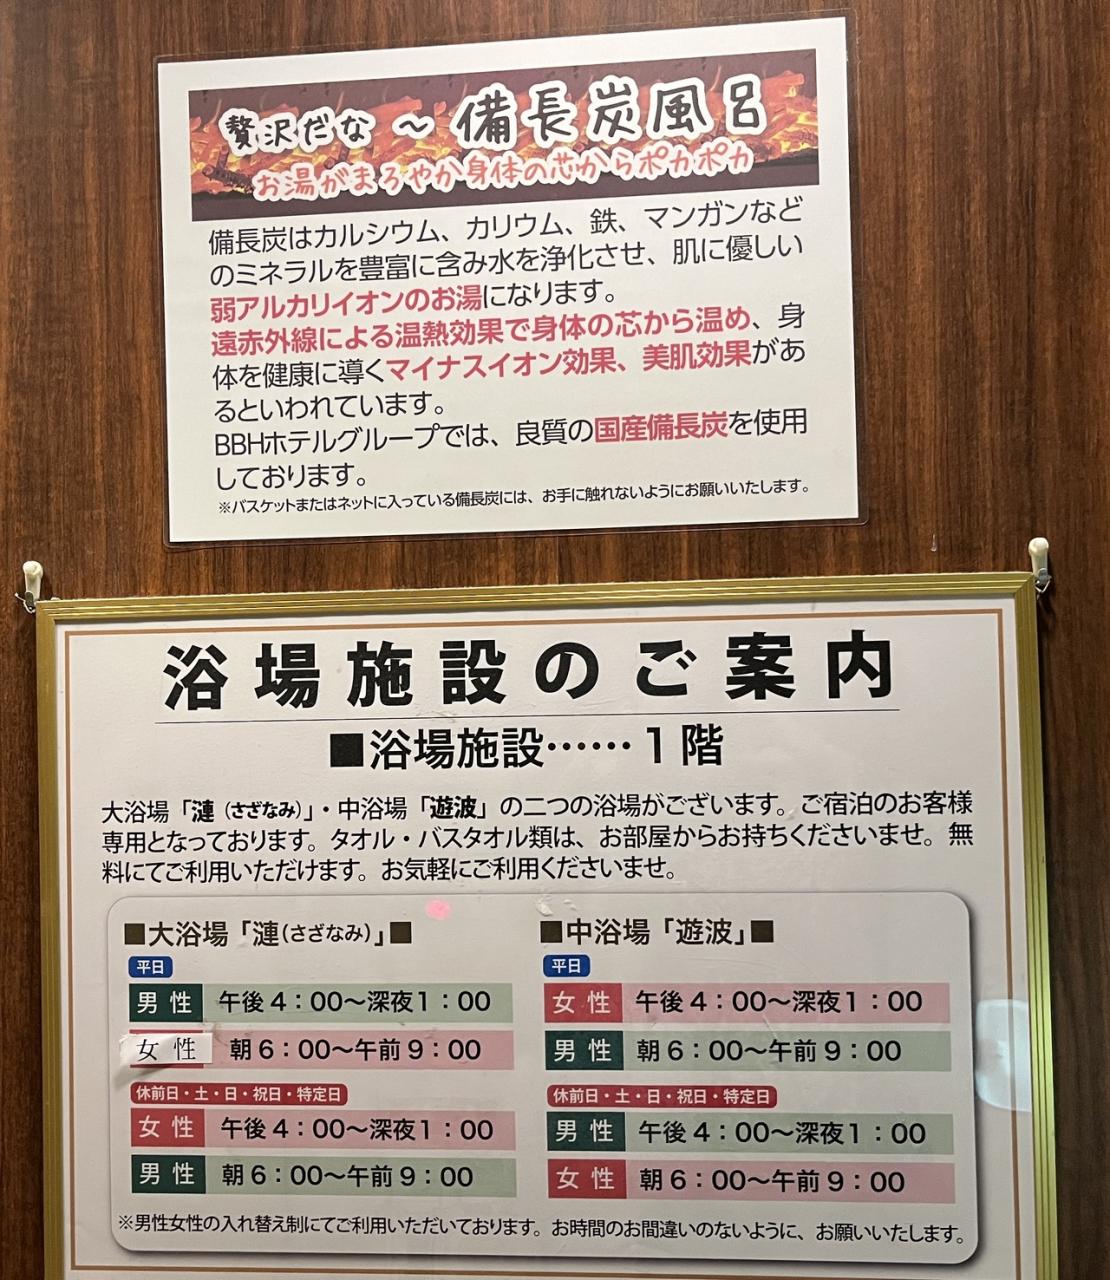 贅沢だな ～ 備長炭風呂
お湯がまろやか身体の芯からポカポカ
備長炭はカルシウム、カリウム、鉄、マンガンなど
のミネラルを豊富に含み水を浄化させ、肌に優しい
弱アルカリイオンのお湯になります。
遠赤外線による温熱効果で身体の芯から温め、身
体を健康に導くマイナスイオン効果、美肌効果があ
るといわれています。
BBHホテルグループでは、良質の国産備長炭を使用
しております。
※バスケットまたはネットに入っている備長炭には、お手に触れないようにお願いいたします。
浴場施設のご案内
■浴場施設……１階
大浴場「漣（さざなみ）」・中浴場「遊波」の二つの浴場がございます。ご宿泊のお客様
専用となっております。タオル・バスタオル類は、お部屋からお持ちくださいませ。無
料にてご利用いただけます。お気軽にご利用くださいませ。
■大浴場「漣（さざなみ）」■
平日
男性 午後４：00～深夜１：00
女性 朝６：00～午前９：00
休前日・土・日・祝日・特定日
女性 午後４：00～深夜１：00
男性 朝６：00～午前９：00
■中浴場「遊波」■
平日
女性 午後４：00～深夜１：00
男性 朝６：00～午前９：00
休前日・土・日・祝日・特定日
男性 午後４：00～深夜１：00
女性 朝６：00～午前９：00
※男性女性の入れ替え制にてご利用いただいております。お時間のお間違いのないように、お願いいたします。